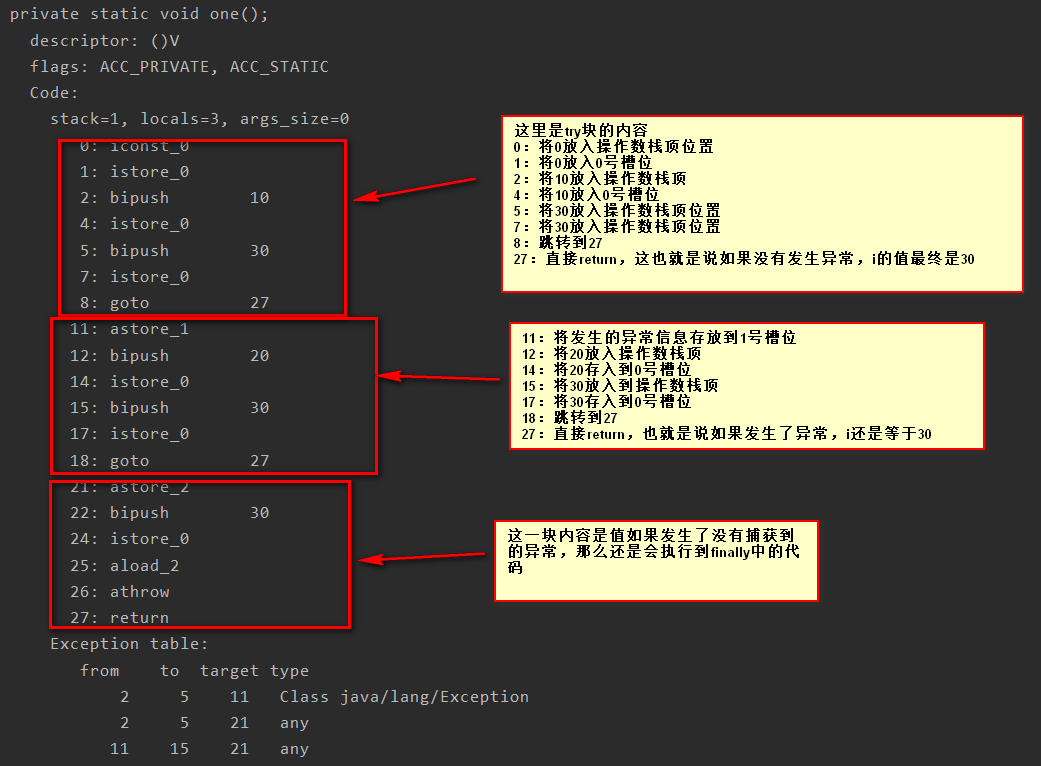 private static void one();
descriptor: ()V
flags: ACC_PRIVATE, ACC_STATIC
Code:
stack=1, locals=3, args_size=0
0: iconst_0
1: istore_0
2: bipush 10
4: istore_0
5: bipush 30
7: istore_0
8: goto 27
11: astore_1
12: bipush 20
14: istore_0
15: bipush 30
17: istore_0
18: goto 27
21: astore_2
22: bipush 30
24: istore_0
25: aload_2
26: athrow
27: return
Exception table:
from to target type
2 5 11 Class java/lang/Exception
2 5 21 any
11 15 21 any
这里是try块的内容
0：将0放入操作数栈顶位置
1：将0放入0号槽位
2：将10放入操作数栈顶
4：将10放入0号槽位
5：将30放入操作数栈顶位置
7：将30放入操作数栈顶位置
8：跳转到27
27：直接return，这也就是说如果没有发生异常，i的值最终是30
11：将发生的异常信息存放到1号槽位
12：将20放入操作数栈顶
14：将20存入到0号槽位
15：将30放入到操作数栈顶
17：将30存入到0号槽位
18：跳转到27
27：直接return，也就是说如果发生了异常，i还是等于30
这一块内容是值如果发生了没有捕获到
的异常，那么还是会执行到finally中的代
码